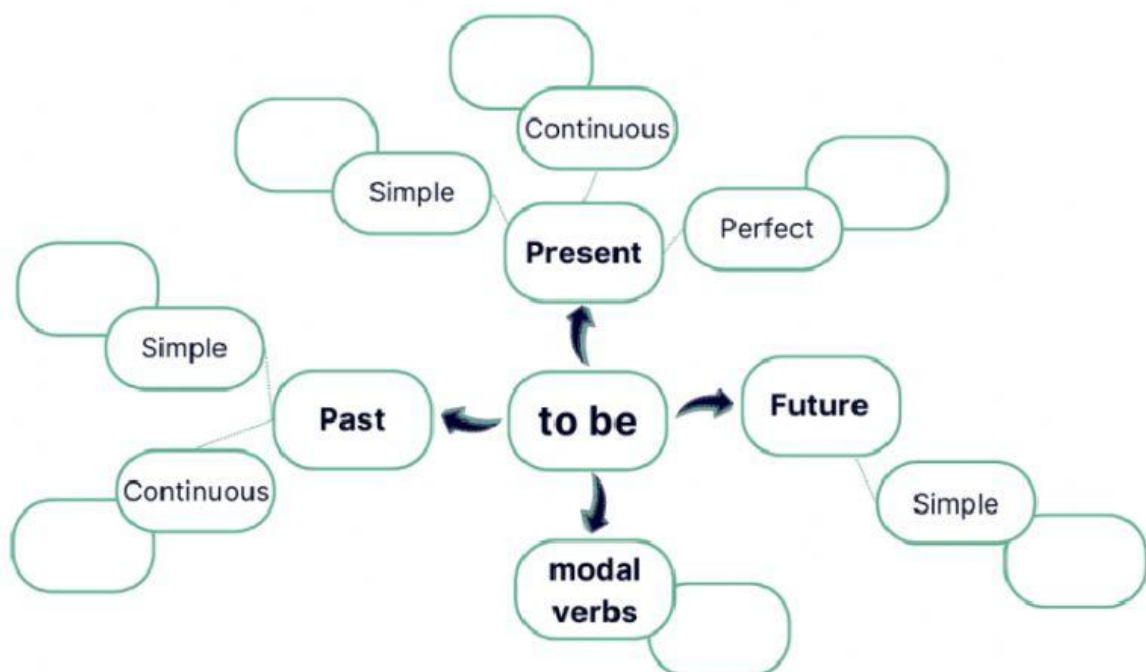 Continuous
Simple
Perfect
Present
Simple
Past
to be
Future
Continuous
Simple
modal
verbs